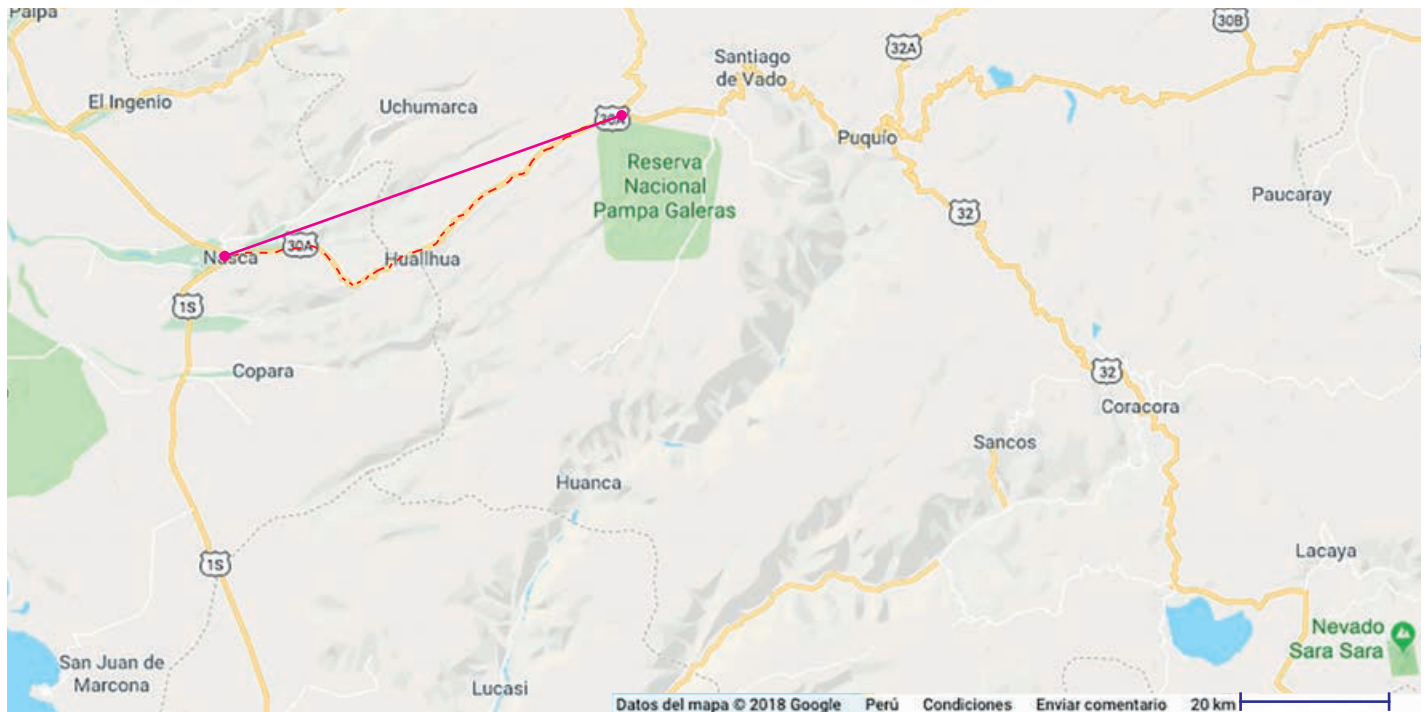 Palpa
30B
32A
Santiago
de Vado
El Ingenio
Uchumarca
30A
Puquio
Reserva
Nacional
Pampa Galeras
Paucaray
32
30A
Nasca
Huallhua
1S
Copara
32
Coracora
Sancos
Huanca
1S
Lacaya
Nevado
Sara Sara
San Juan de
Marcona
Lucasi
Datos del mapa © 2018 Google Perú Condiciones Enviar comentario 20 km